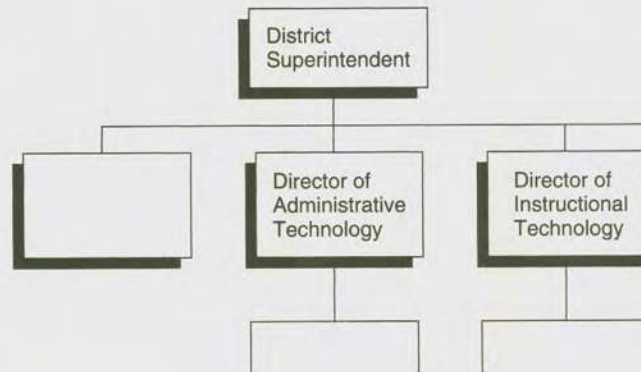 District
Superintendent
Director of
Administrative
Technology
Director of
Instructional
Technology